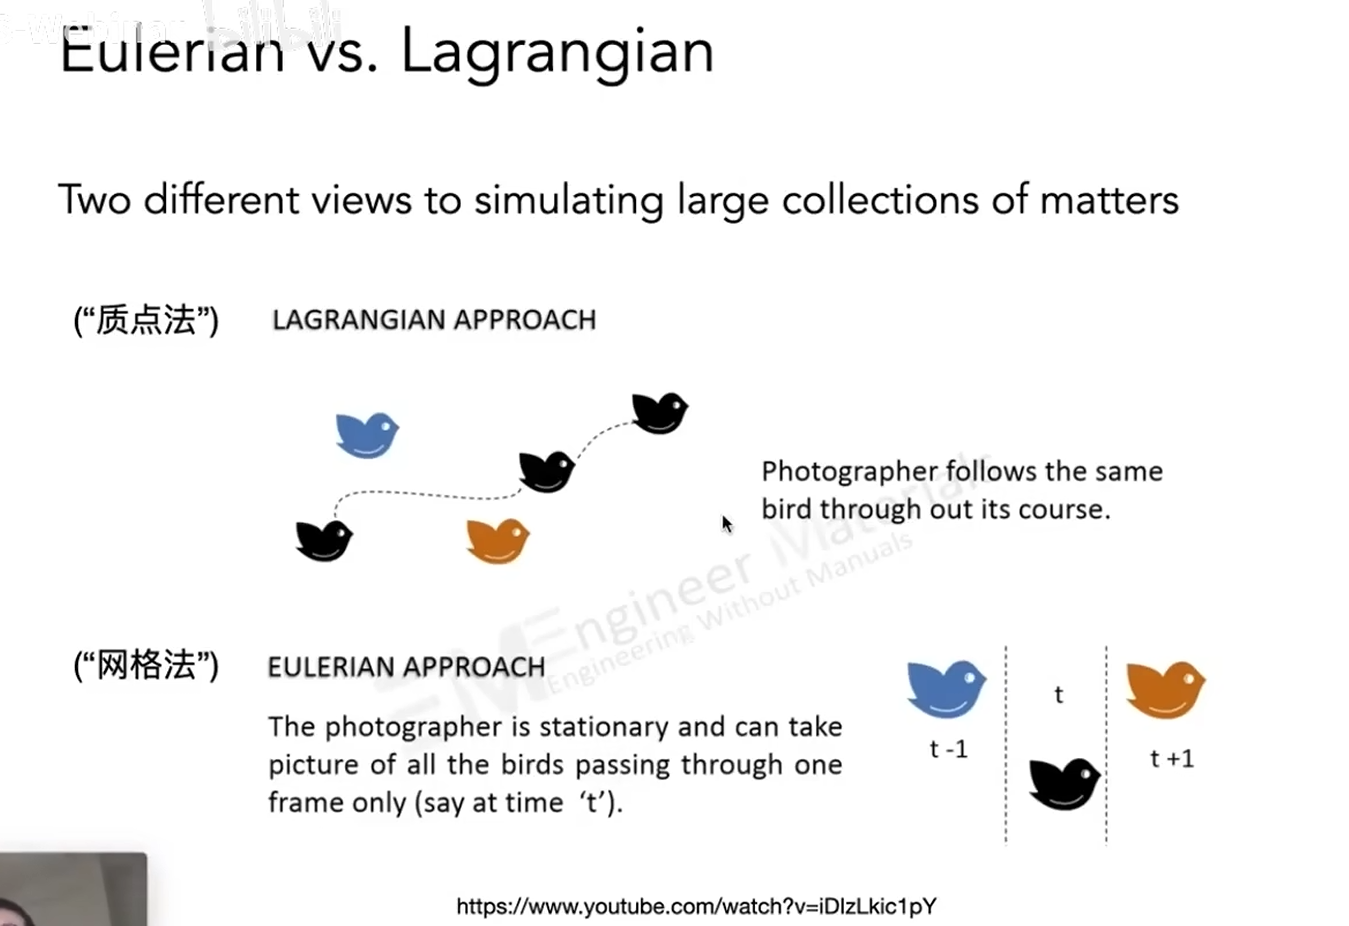 s-Webinar bilibili
Eulerian vs. Lagrangian
Two different views to simulating large collections of matters
(“质点法”) LAGRANGIAN APPROACH
Photographer follows the same
bird through out its course.
Engineer Materials
Engineering Without Manuals
(“网格法”) EULERIAN APPROACH
The photographer is stationary and can take
picture of all the birds passing through one
frame only (say at time ‘t’).
t
t -1
t +1
https://www.youtube.com/watch?v=iDIzLkic1pY